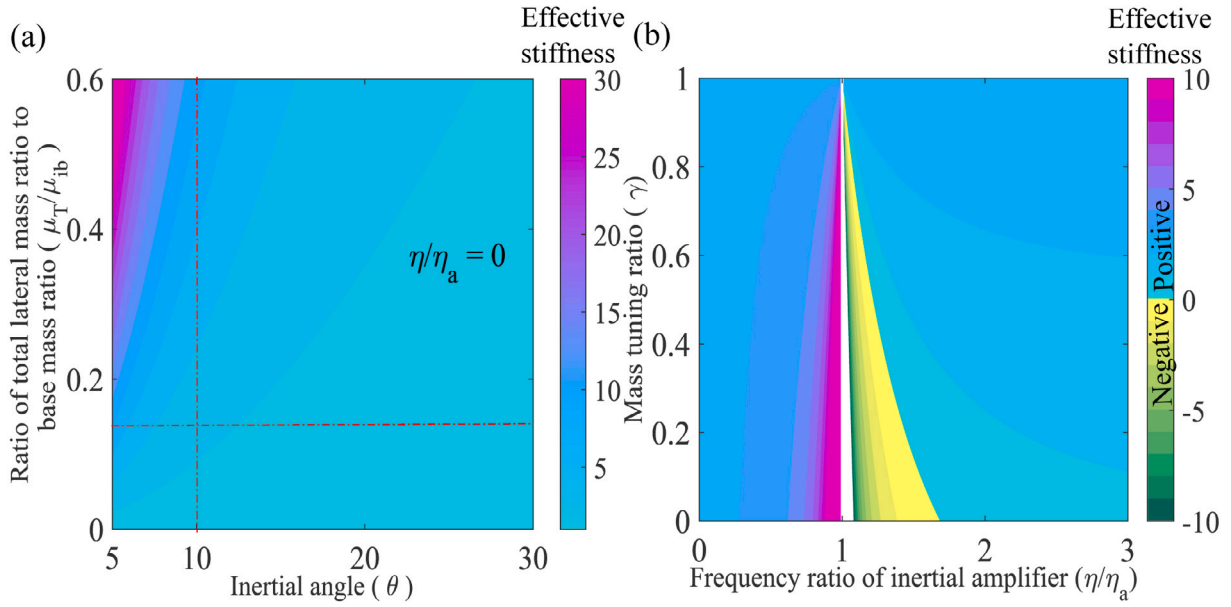 (a)
Effective
stiffness
Ratio of total lateral mass ratio to
base mass ratio ( μT/μib)
0.6
0.4
0.2
0
5
10
20
30
Inertial angle ( θ )
η/ηa = 0
30
25
20
15
10
5
(b)
Effective
stiffness
Mass tuning ratio ( γ )
1
0.8
0.6
0.4
0.2
0
0
1
2
3
Frequency ratio of inertial amplifier (η/ηa)
10
5
0
-5
-10
Positive
Negative